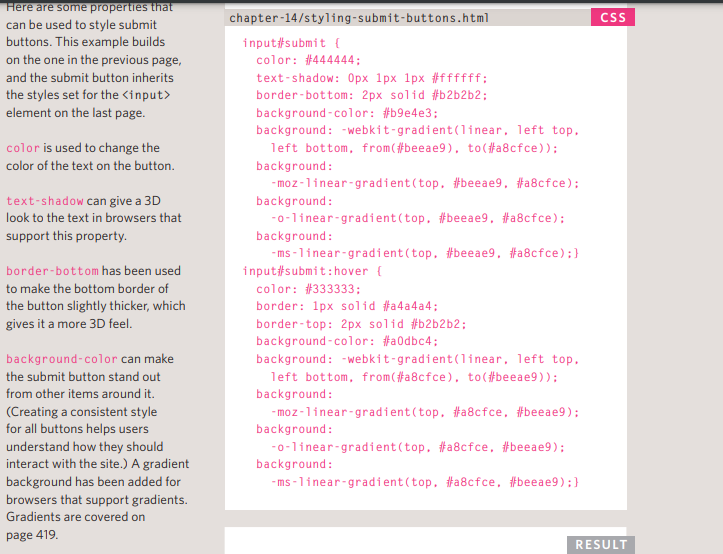 Here are some properties that
can be used to style submit
buttons. This example builds
on the one in the previous page,
and the submit button inherits
the styles set for the <input>
element on the last page.
color is used to change the
color of the text on the button.
text-shadow can give a 3D
look to the text in browsers that
support this property.
border-bottom has been used
to make the bottom border of
the button slightly thicker, which
gives it a more 3D feel.
background-color can make
the submit button stand out
from other items around it.
(Creating a consistent style
for all buttons helps users
understand how they should
interact with the site.) A gradient
background has been added for
browsers that support gradients.
Gradients are covered on
page 419.
chapter-14/styling-submit-buttons.html
CSS
input#submit {
color: #444444;
text-shadow: 0px 1px 1px #ffffff;
border-bottom: 2px solid #b2b2b2;
background-color: #b9e4e3;
background: -webkit-gradient(linear, left top,
left bottom, from(#beeae9), to(#a8cfce));
background:
-moz-linear-gradient(top, #beeae9, #a8cfce);
background:
-o-linear-gradient(top, #beeae9, #a8cfce);
background:
-ms-linear-gradient(top, #beeae9, #a8cfce);}
input#submit:hover {
color: #333333;
border: 1px solid #a4a4a4;
border-top: 2px solid #b2b2b2;
background-color: #a0dbc4;
background: -webkit-gradient(linear, left top,
left bottom, from(#a8cfce), to(#beeae9));
background:
-moz-linear-gradient(top, #a8cfce, #beeae9);
background:
-o-linear-gradient(top, #a8cfce, #beeae9);
background:
-ms-linear-gradient(top, #a8cfce, #beeae9);}
RESULT